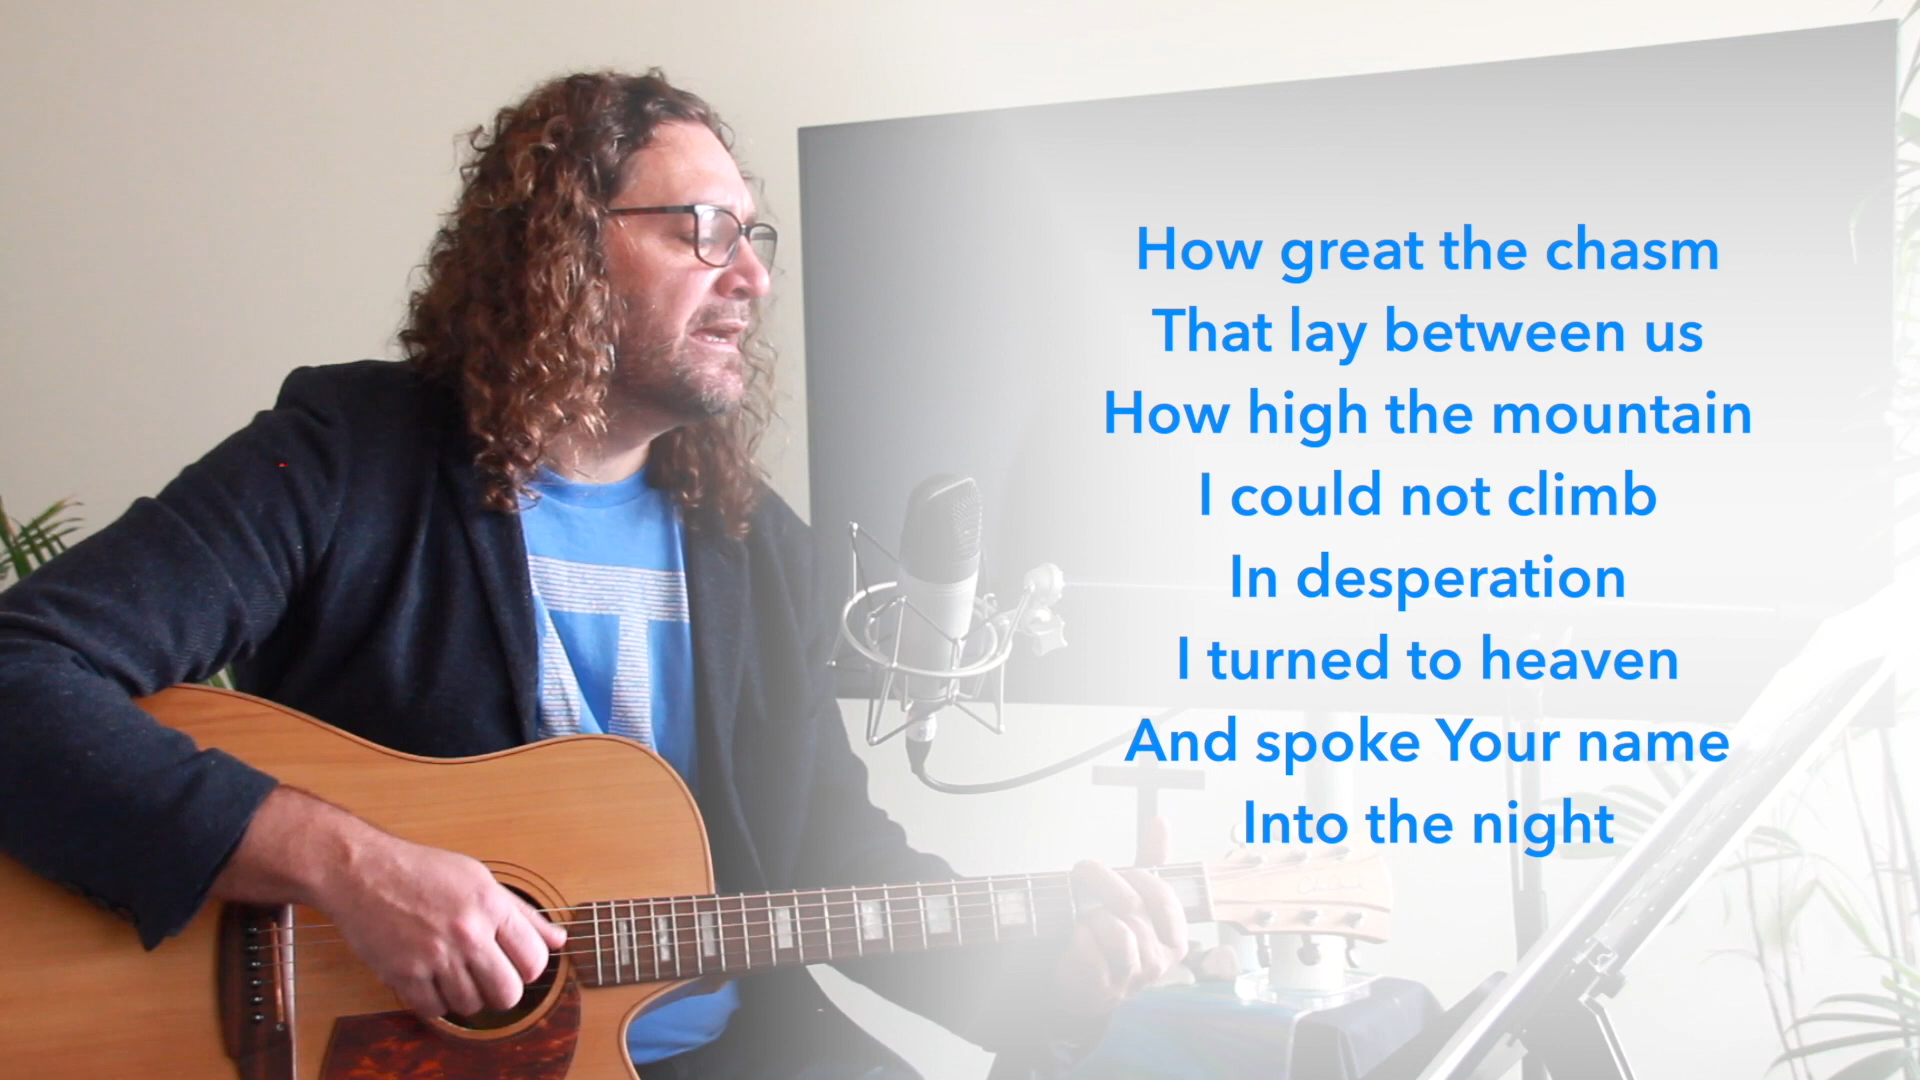 How great the chasm
That lay between us
How high the mountain
I could not climb
In desperation
I turned to heaven
And spoke Your name
Into the night